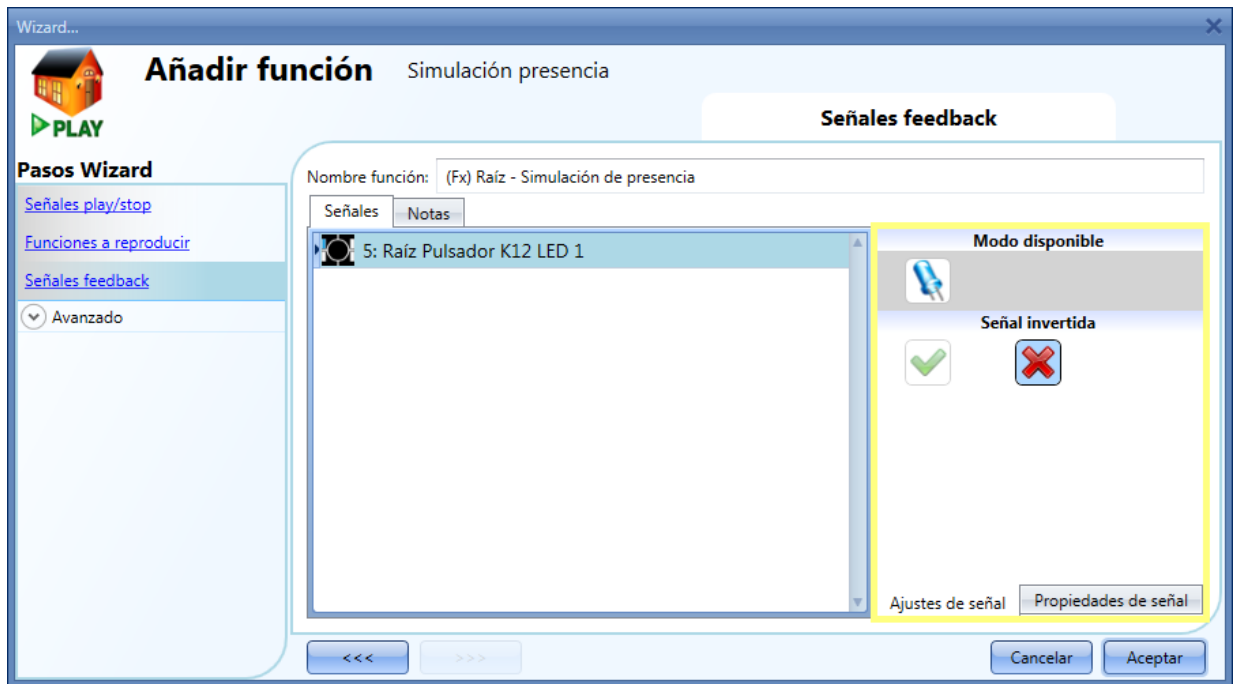 Wizard...
Añadir función Simulación presencia
PLAY
Señales feedback
Pasos Wizard
Señales play/stop
Funciones a reproducir
Señales feedback
Avanzado
Nombre función: (Fx) Raíz - Simulación de presencia
Señales Notas
5: Raíz Pulsador K12 LED 1
Modo disponible
Señal invertida
Ajustes de señal Propiedades de señal
<<< >>> Cancelar Aceptar